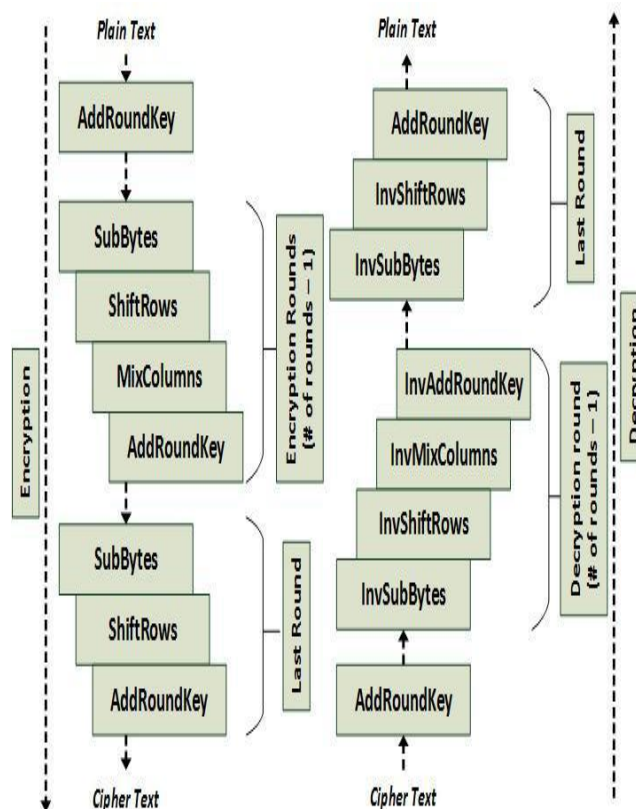 Plain Text
AddRoundKey
SubBytes
ShiftRows
MixColumns
AddRoundKey
Encryption Rounds
(# of rounds – 1)
SubBytes
ShiftRows
AddRoundKey
Last Round
Cipher Text
Encryption
Plain Text
AddRoundKey
InvShiftRows
InvSubBytes
Last Round
InvAddRoundKey
InvMixColumns
InvShiftRows
InvSubBytes
Decryption round
(# of rounds – 1)
AddRoundKey
Cipher Text
Decryption